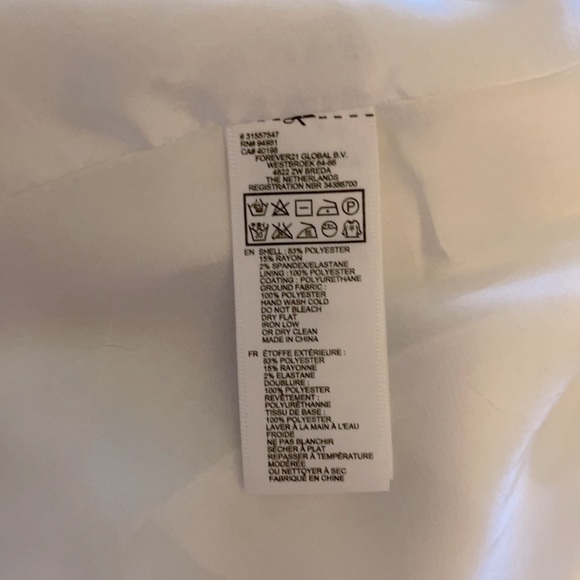 # 31557547
RN# 94981
CA# 40198
FOREVER21 GLOBAL B.V.
WESTBROEK 64-66
4822 ZW BREDA
THE NETHERLANDS
REGISTRATION NBR 34386700
EN SHELL : 83% POLYESTER
15% RAYON
2% SPANDEX/ELASTANE
LINING : 100% POLYESTER
COATING : POLYURETHANE
GROUND FABRIC :
100% POLYESTER
HAND WASH COLD
DO NOT BLEACH
DRY FLAT
IRON LOW
OR DRY CLEAN
MADE IN CHINA
FR ÉTOFFE EXTÉRIEURE :
83% POLYESTER
15% RAYONNE
2% ELASTANE
DOUBLURE :
100% POLYESTER
REVÊTEMENT :
POLYURÉTHANNE
TISSU DE BASE :
100% POLYESTER
LAVER À LA MAIN À L'EAU
FROIDE
NE PAS BLANCHIR
SÉCHER À PLAT
REPASSER À TEMPÉRATURE
MODÉRÉE
OU NETTOYER À SEC
FABRIQUÉ EN CHINE